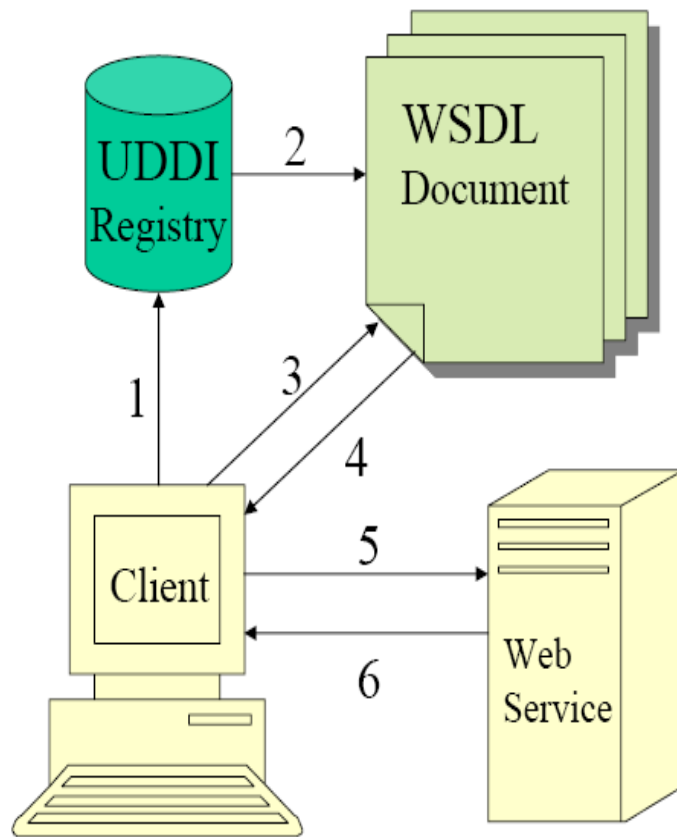 UDDI
Registry
2
WSDL
Document
1
3
4
Client
5
6
Web
Service